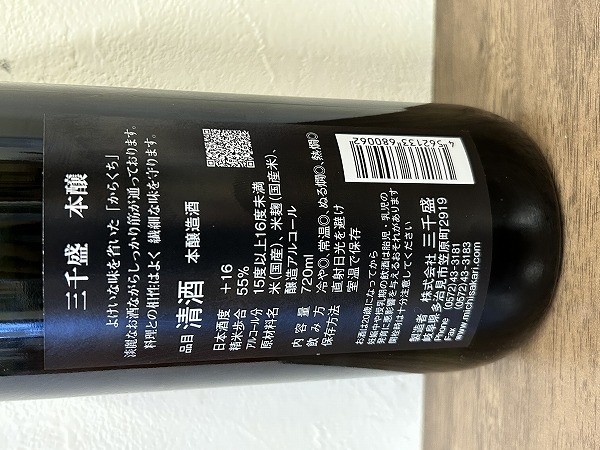 三千盛 本醸
よけいな味を省いた「からくち」
淡麗なお酒ながらしっかり筋が通っております。
料理との相性はよく 繊細な味を守ります。
品目 清酒 本醸造酒
日本酒度 +16
精米歩合 55%
アルコール分 15度以上16度未満
原材料名 米(国産)、米麹(国産米)、
醸造アルコール
内容量 720ml
飲み方 冷や◎、常温◎、ぬる燗◎、熱燗◎
保存方法 直射日光を避け
室温で保存
お酒は20歳になってから
妊娠中や授乳期の飲酒は胎児・乳児の
発育に悪影響を与えるおそれがあります
開栓時は十分注意してください
製造者 株式会社 三千盛
岐阜県多治見市笠原町2919
Phone (0572)43-3181
Fax (0572)43-3183
www.michisakari.com
4 562133 680062